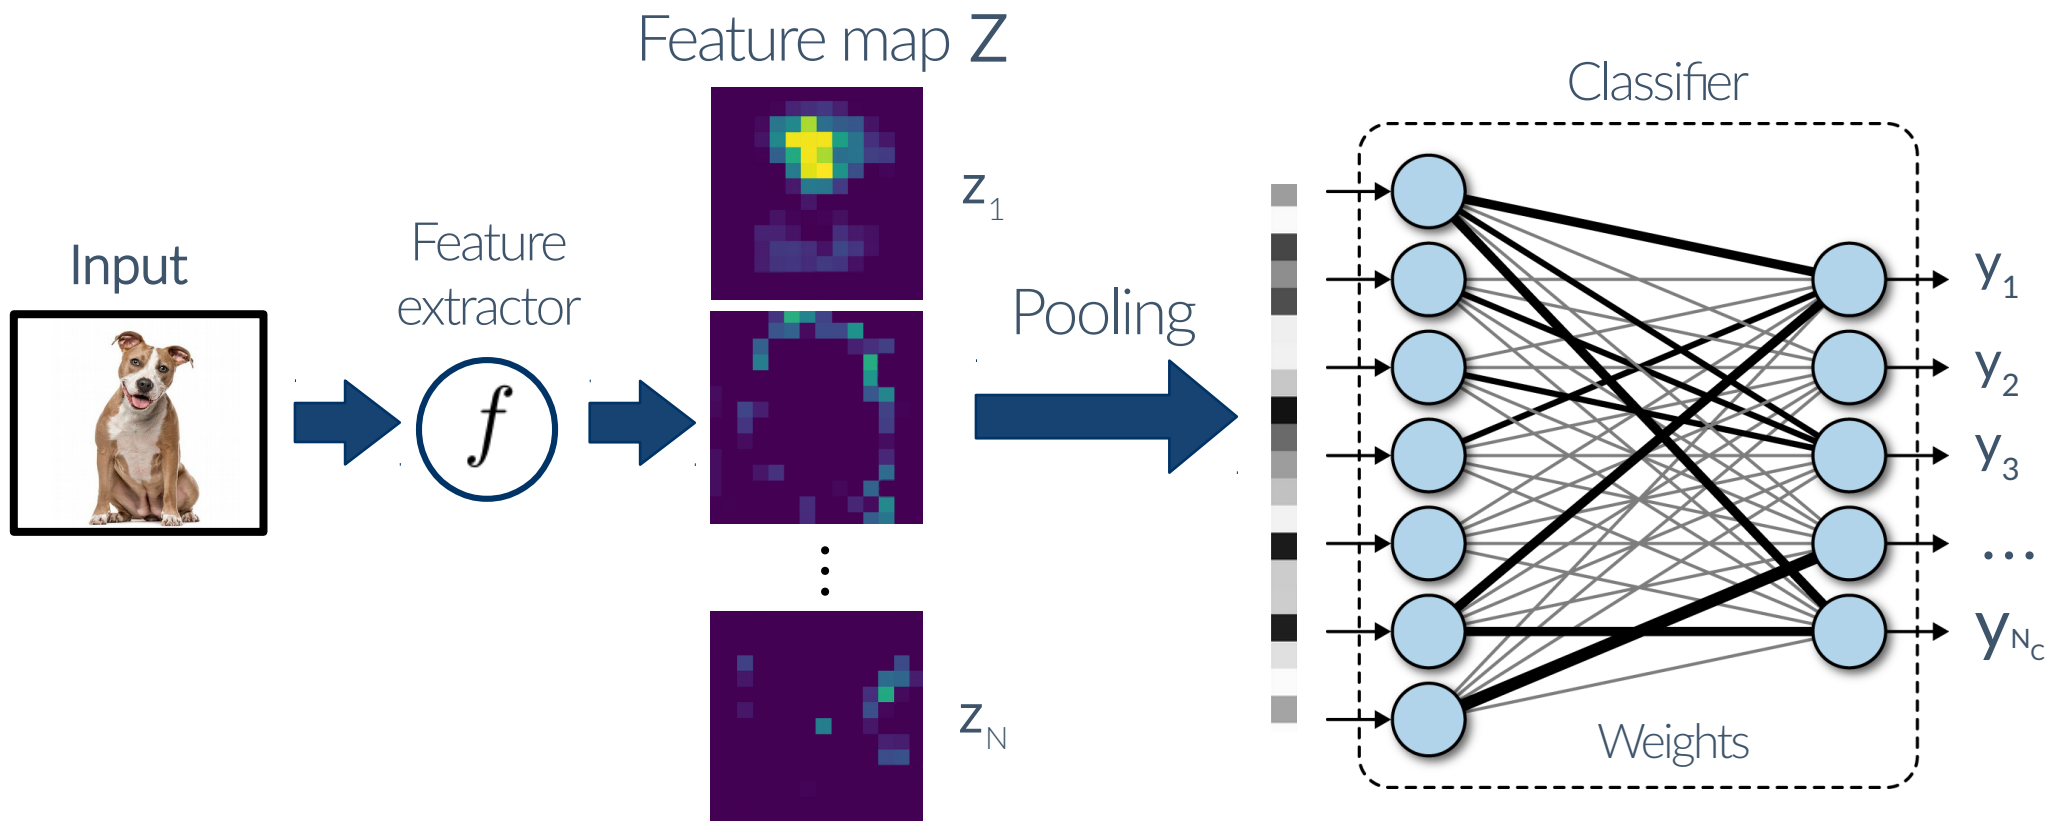 Feature map Z
Classifier
z1
Feature
extractor
Input
f
Pooling
y1
y2
y3
...
yNc
zN
Weights